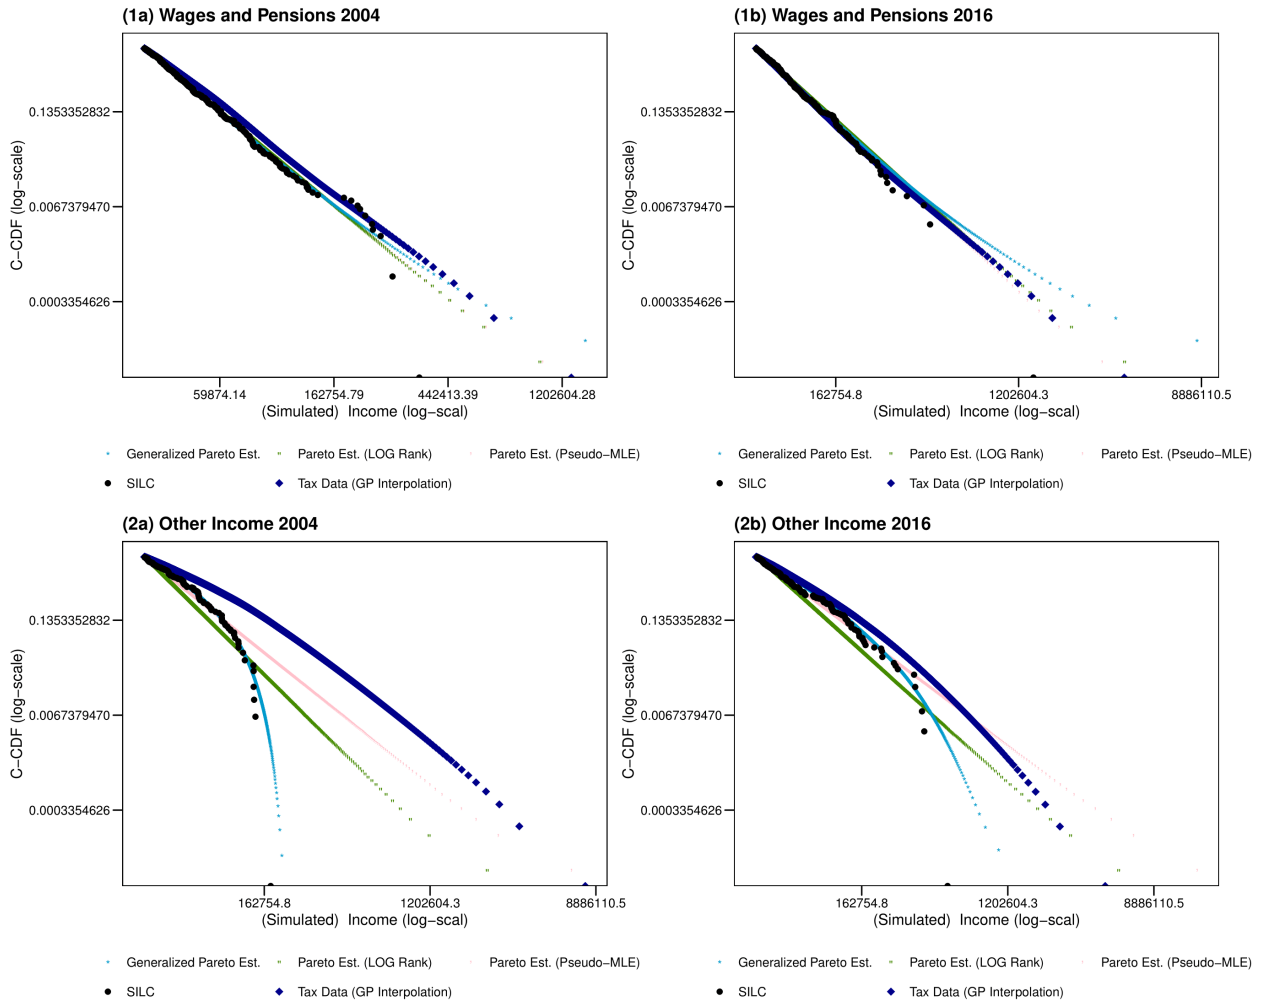 (1a) Wages and Pensions 2004
C−CDF (log−scale)
0.1353352832
0.0067379470
0.0003354626
59874.14 162754.79 442413.39 1202604.28
(Simulated) Income (log−scal)
Generalized Pareto Est. Pareto Est. (LOG Rank) Pareto Est. (Pseudo−MLE)
SILC Tax Data (GP Interpolation)
(1b) Wages and Pensions 2016
C−CDF (log−scale)
0.1353352832
0.0067379470
0.0003354626
162754.8 1202604.3 8886110.5
(Simulated) Income (log−scal)
Generalized Pareto Est. Pareto Est. (LOG Rank) Pareto Est. (Pseudo−MLE)
SILC Tax Data (GP Interpolation)
(2a) Other Income 2004
C−CDF (log−scale)
0.1353352832
0.0067379470
0.0003354626
162754.8 1202604.3 8886110.5
(Simulated) Income (log−scal)
Generalized Pareto Est. Pareto Est. (LOG Rank) Pareto Est. (Pseudo−MLE)
SILC Tax Data (GP Interpolation)
(2b) Other Income 2016
C−CDF (log−scale)
0.1353352832
0.0067379470
0.0003354626
162754.8 1202604.3 8886110.5
(Simulated) Income (log−scal)
Generalized Pareto Est. Pareto Est. (LOG Rank) Pareto Est. (Pseudo−MLE)
SILC Tax Data (GP Interpolation)